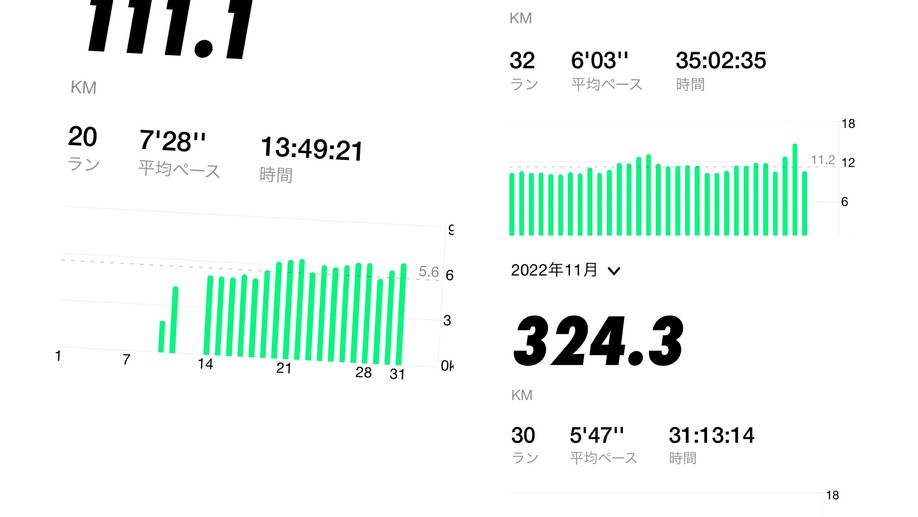 111.1
KM
20 7'28'' 13:49:21
ラン 平均ペース 時間
9
5.6 6
3
0k
1 7 14 21 28 31
KM
32 6'03'' 35:02:35
ラン 平均ペース 時間
18
11.2 12
6
2022年11月
324.3
KM
30 5'47'' 31:13:14
ラン 平均ペース 時間
18